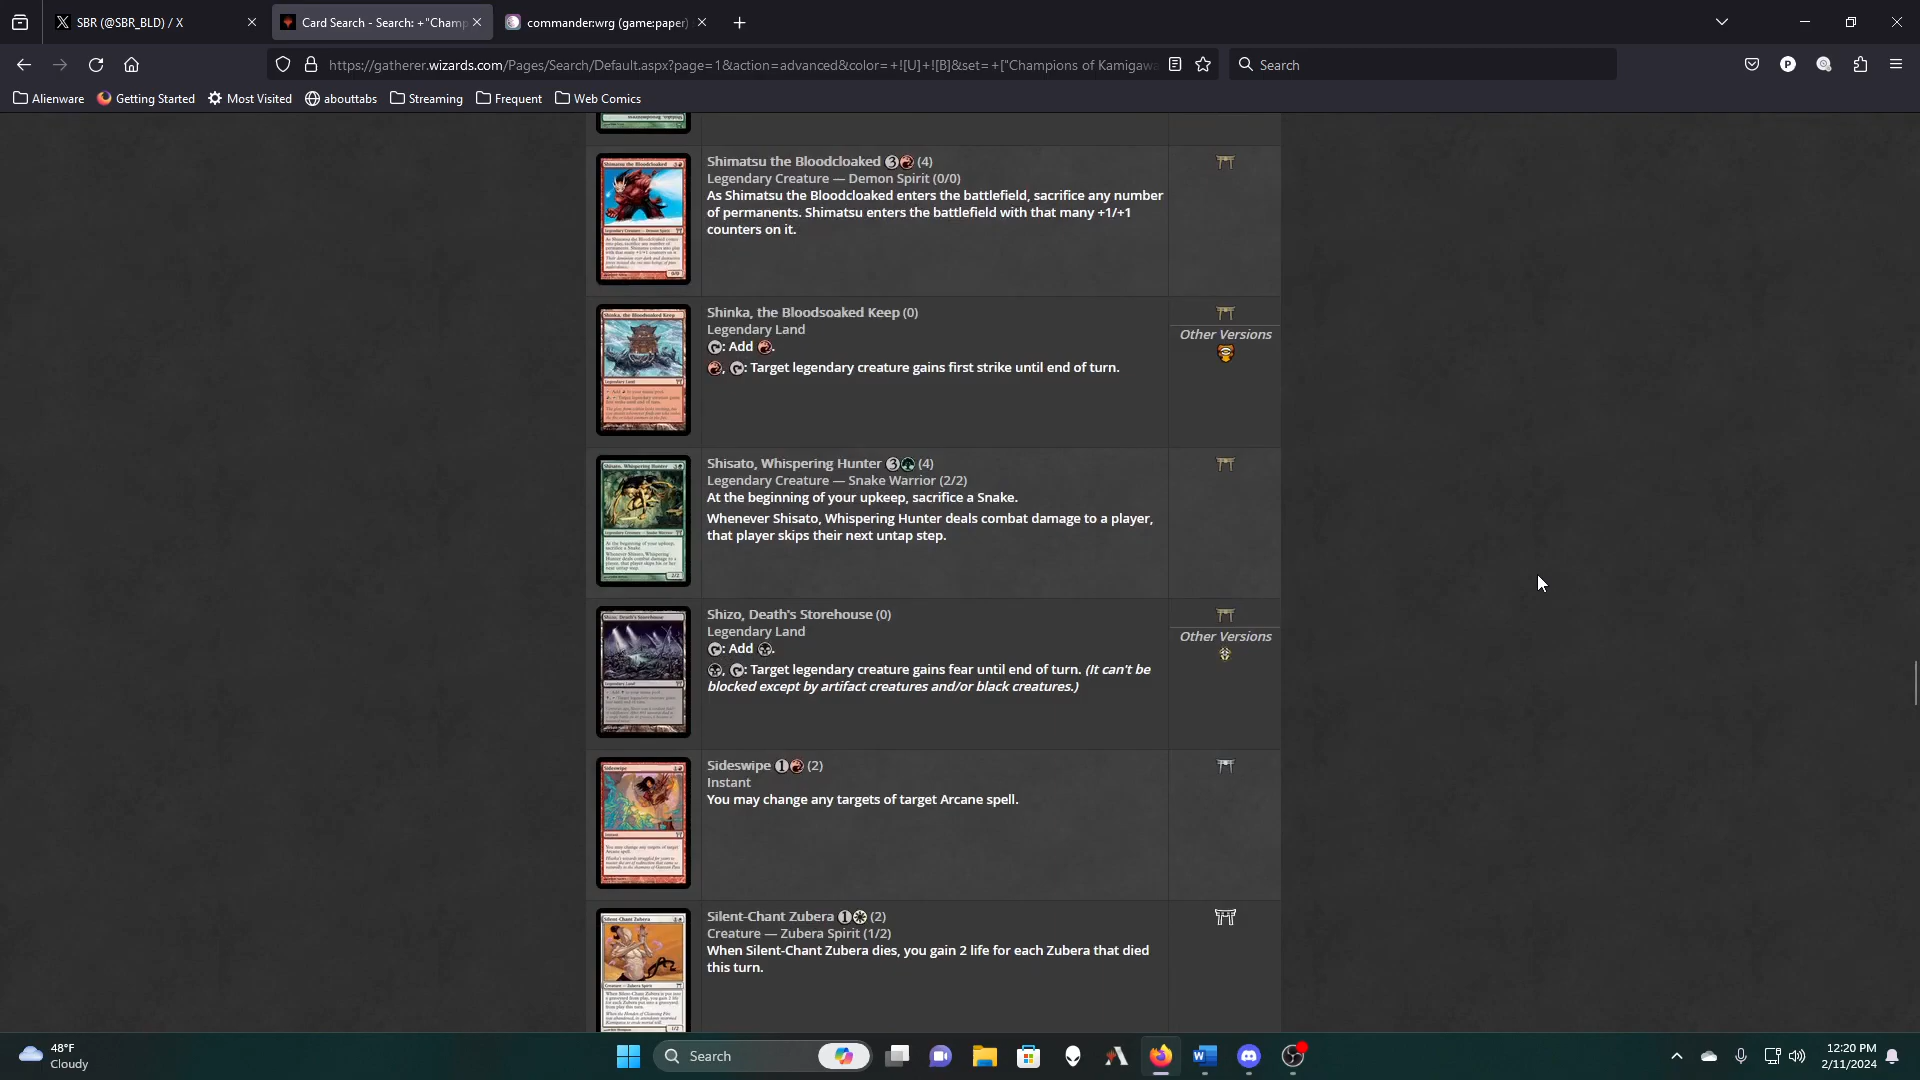 SBR (@SBR_BLD) / X
Card Search - Search: +"Champ
commander:wrg (game:paper)
https://gatherer.wizards.com/Pages/Search/Default.aspx?page=1&action=advanced&color=+![U]+![B]&set=+["Champions of Kamigawa
Search
Alienware
Getting Started
Most Visited
abouttabs
Streaming
Frequent
Web Comics
Shimatsu the Bloodcloaked 3 (4)
Legendary Creature — Demon Spirit (0/0)
As Shimatsu the Bloodcloaked enters the battlefield, sacrifice any number
of permanents. Shimatsu enters the battlefield with that many +1/+1
counters on it.
Shinka, the Bloodsoaked Keep (0)
Legendary Land
: Add .
, : Target legendary creature gains first strike until end of turn.
Other Versions
Shisato, Whispering Hunter 3 (4)
Legendary Creature — Snake Warrior (2/2)
At the beginning of your upkeep, sacrifice a Snake.
Whenever Shisato, Whispering Hunter deals combat damage to a player,
that player skips their next untap step.
Shizo, Death's Storehouse (0)
Legendary Land
: Add .
, : Target legendary creature gains fear until end of turn. (It can't be
blocked except by artifact creatures and/or black creatures.)
Other Versions
Sideswipe 1 (2)
Instant
You may change any targets of target Arcane spell.
Silent-Chant Zubera 1 (2)
Creature — Zubera Spirit (1/2)
When Silent-Chant Zubera dies, you gain 2 life for each Zubera that died
this turn.
48°F
Cloudy
Search
12:20 PM
2/11/2024